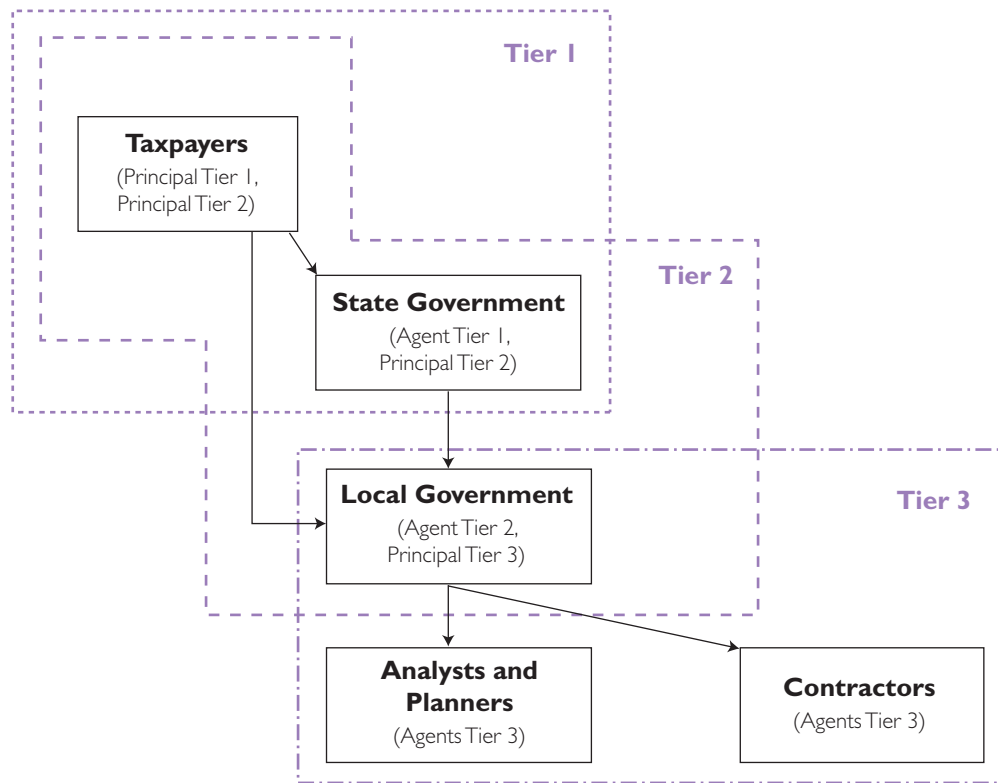 Tier 1
Taxpayers
(Principal Tier 1,
Principal Tier 2)
Tier 2
State Government
(Agent Tier 1,
Principal Tier 2)
Local Government
(Agent Tier 2,
Principal Tier 3)
Tier 3
Analysts and
Planners
(Agents Tier 3)
Contractors
(Agents Tier 3)